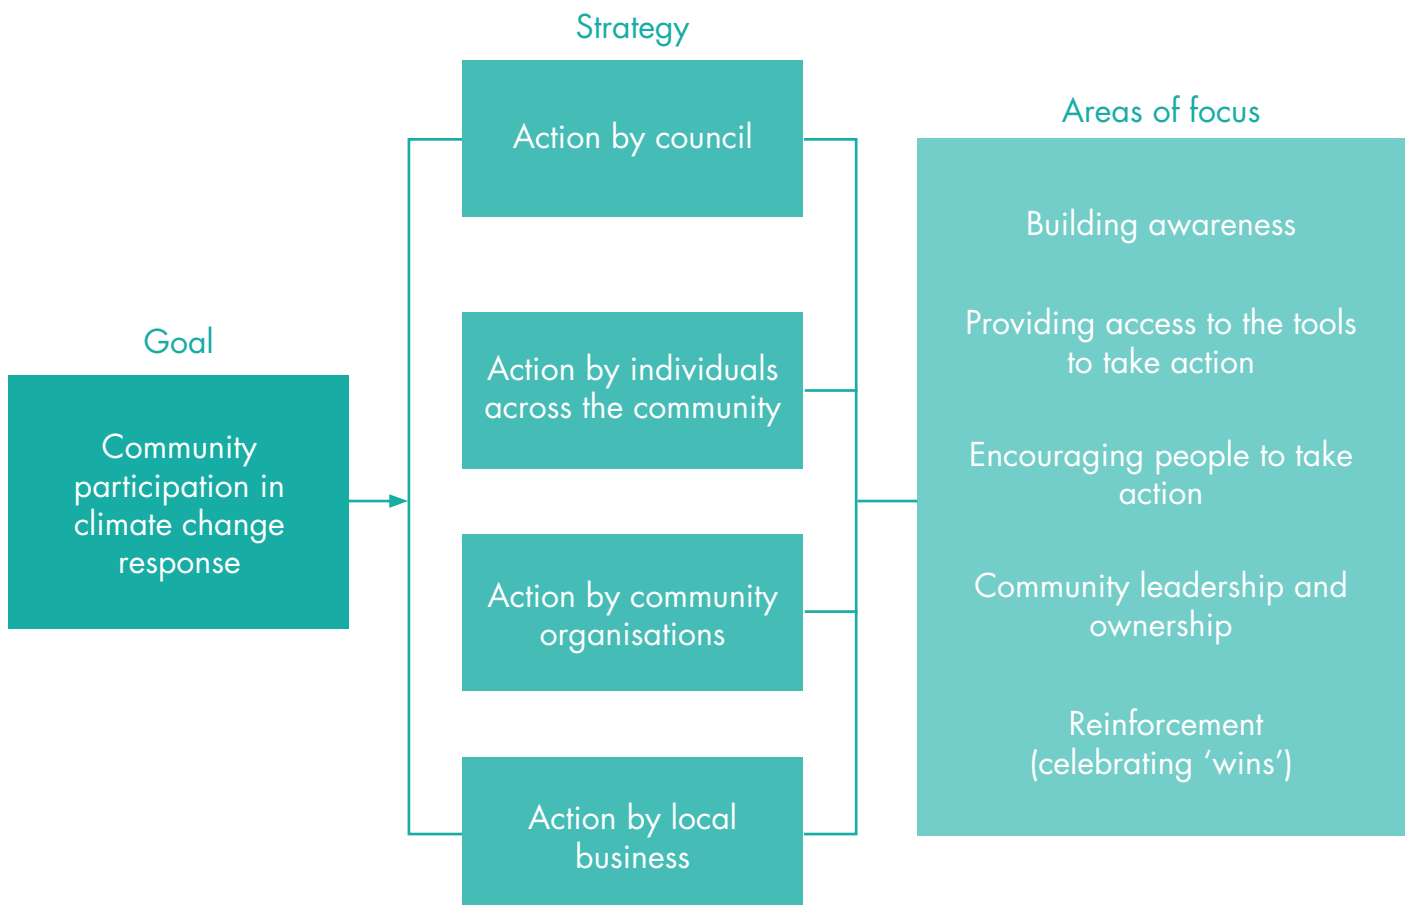 Goal
Community
participation in
climate change
response
Strategy
Action by council
Action by individuals
across the community
Action by community
organisations
Action by local
business
Areas of focus
Building awareness
Providing access to the tools
to take action
Encouraging people to take
action
Community leadership and
ownership
Reinforcement
(celebrating ‘wins’)